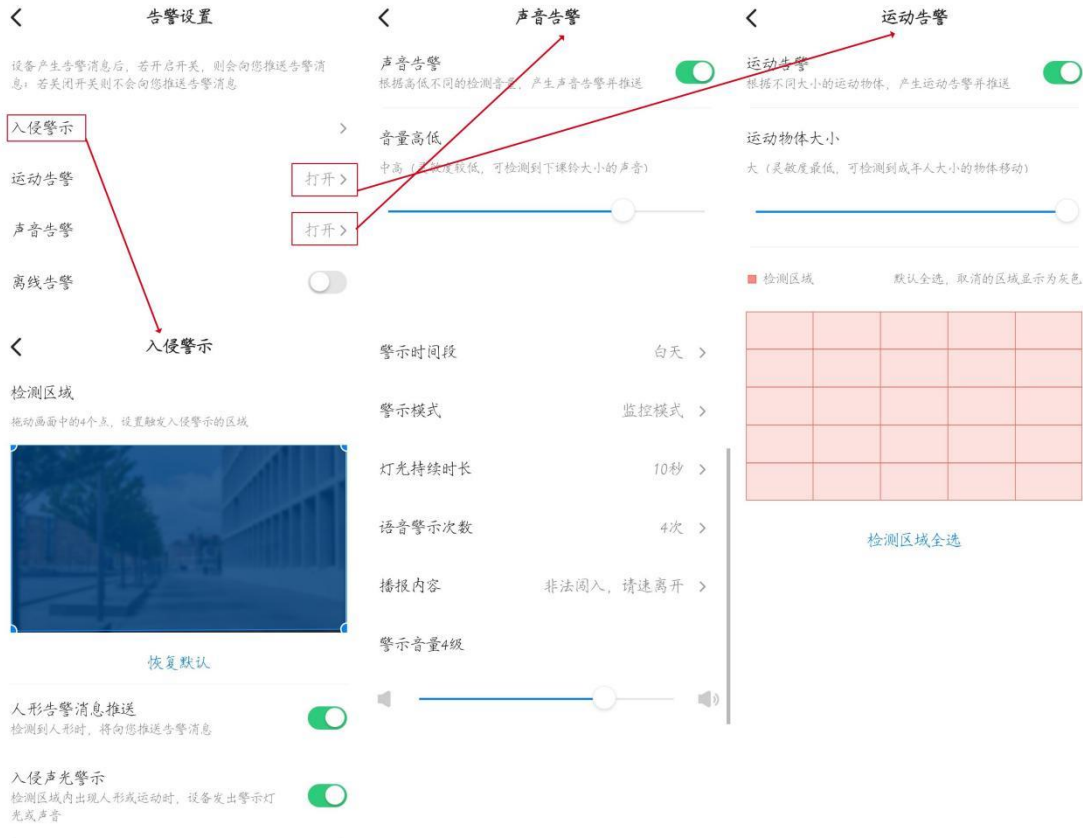 告警设置
设备产生告警消息后，若开启开关，则会向您推送告警消
息；若关闭开关则不会向您推送告警消息
入侵警示
运动告警 打开
声音告警 打开
离线告警
入侵警示
检测区域
拖动画面中的4个点，设置触发入侵警示的区域
恢复默认
人形告警消息推送
检测到人形时，将向您推送告警消息
入侵声光警示
检测区域内出现人形或运动时，设备发出警示灯
光或声音
声音告警
声音告警
根据高低不同的检测音量，产生声音告警并推送
音量高低
中高（灵敏度较低，可检测到下课铃大小的声音）
警示时间段 白天
警示模式 监控模式
灯光持续时长 10秒
语音警示次数 4次
播报内容 非法闯入，请速离开
警示音量4级
运动告警
运动告警
根据不同大小的运动物体，产生运动告警并推送
运动物体大小
大（灵敏度最低，可检测到成年人大小的物体移动）
检测区域 默认全选，取消的区域显示为灰色
检测区域全选